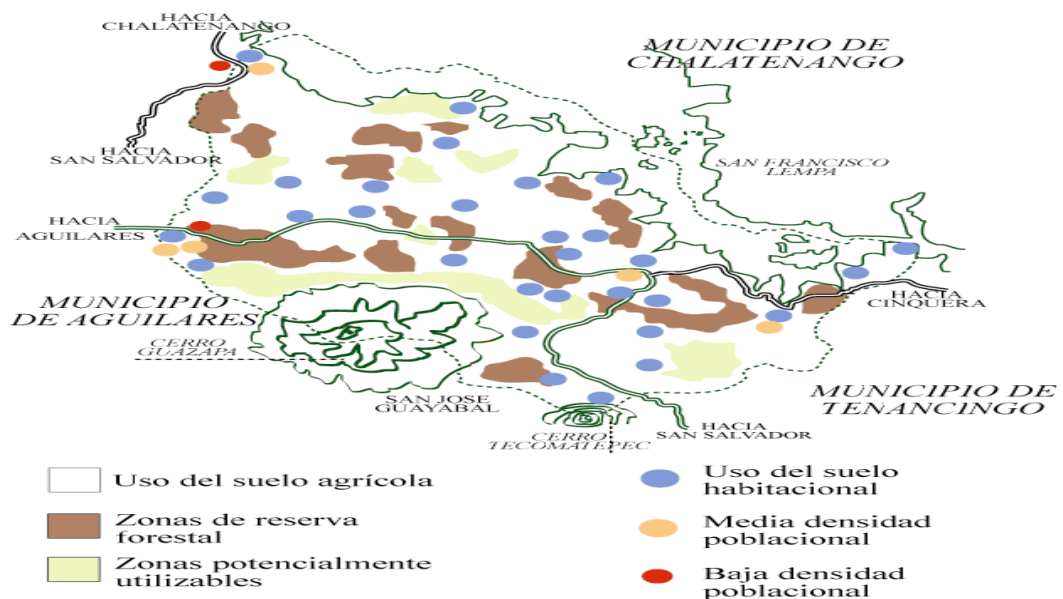 HACIA
CHALATENANGO
MUNICIPIO DE
CHALATENANGO
HACIA
SAN SALVADOR
SAN FRANCISCO
LEMPA
HACIA
AGUILARES
HACIA
CINQUERA
MUNICIPIO
DE AGUILARES
CERRO
GUAZAPA
SAN JOSE
GUAYABAL
MUNICIPIO DE
TENANCINGO
HACIA
SAN SALVADOR
CERRO
TECOMATEPEC
Uso del suelo agrícola
Zonas de reserva
forestal
Zonas potencialmente
utilizables
Uso del suelo
habitacional
Media densidad
poblacional
Baja densidad
poblacional